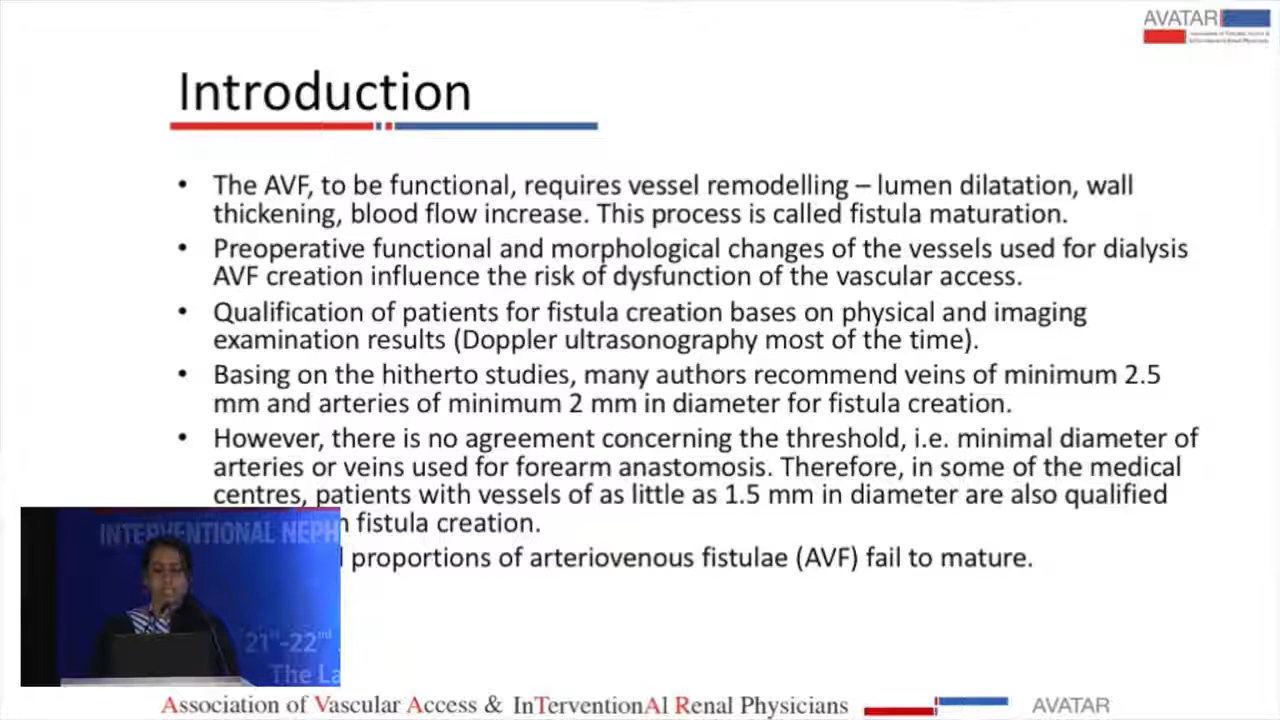 AVATAR
Introduction
• The AVF, to be functional, requires vessel remodelling – lumen dilatation, wall
thickening, blood flow increase. This process is called fistula maturation.
• Preoperative functional and morphological changes of the vessels used for dialysis
AVF creation influence the risk of dysfunction of the vascular access.
• Qualification of patients for fistula creation bases on physical and imaging
examination results (Doppler ultrasonography most of the time).
• Basing on the hitherto studies, many authors recommend veins of minimum 2.5
mm and arteries of minimum 2 mm in diameter for fistula creation.
• However, there is no agreement concerning the threshold, i.e. minimal diameter of
arteries or veins used for forearm anastomosis. Therefore, in some of the medical
centres, patients with vessels of as little as 1.5 mm in diameter are also qualified
fistula creation.
proportions of arteriovenous fistulae (AVF) fail to mature.
INTERVENTIONAL NEPH
21st-22nd
The La
Association of Vascular Access & InTerventionAl Renal Physicians
AVATAR